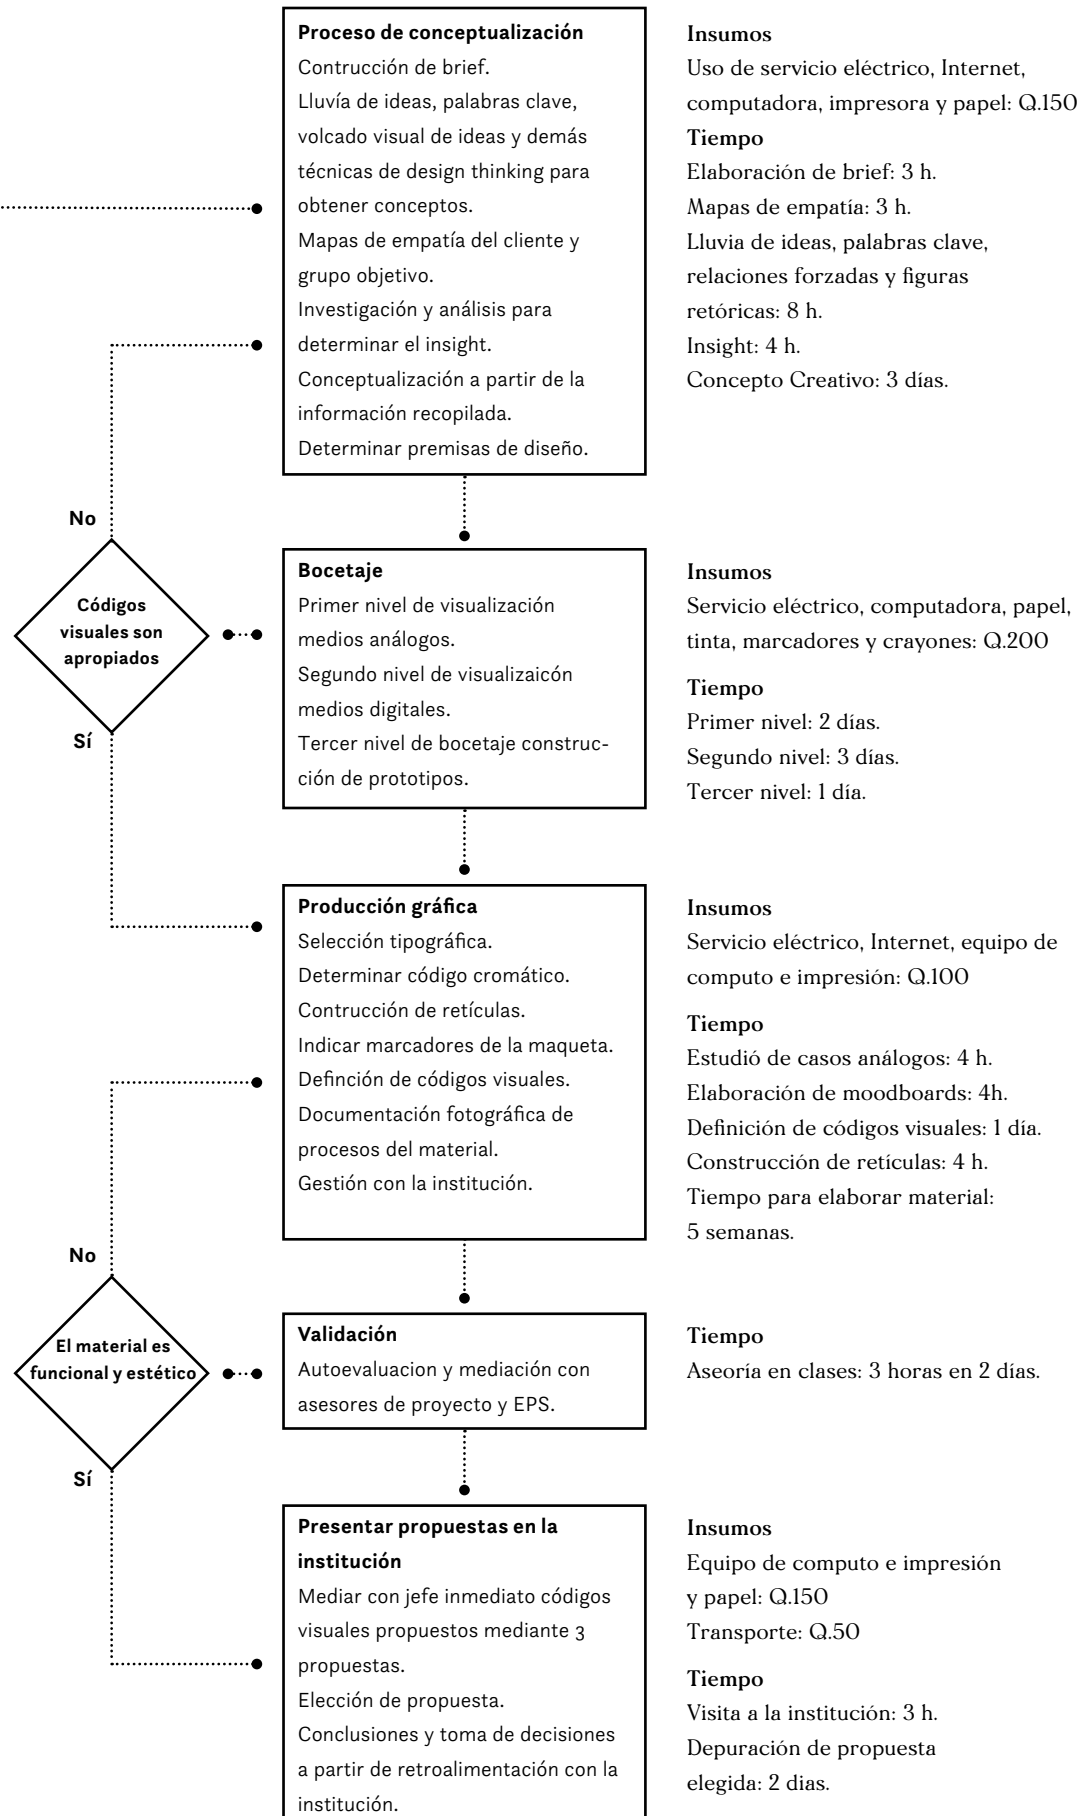 Proceso de conceptualización
Contrucción de brief.
Lluvía de ideas, palabras clave,
volcado visual de ideas y demás
técnicas de design thinking para
obtener conceptos.
Mapas de empatía del cliente y
grupo objetivo.
Investigación y análisis para
determinar el insight.
Conceptualización a partir de la
información recopilada.
Determinar premisas de diseño.
Insumos
Uso de servicio eléctrico, Internet,
computadora, impresora y papel: Q.150
Tiempo
Elaboración de brief: 3 h.
Mapas de empatía: 3 h.
Lluvia de ideas, palabras clave,
relaciones forzadas y figuras
retóricas: 8 h.
Insight: 4 h.
Concepto Creativo: 3 días.
No
Códigos
visuales son
apropiados
Sí
Bocetaje
Primer nivel de visualización
medios análogos.
Segundo nivel de visualizaicón
medios digitales.
Tercer nivel de bocetaje construc-
ción de prototipos.
Insumos
Servicio eléctrico, computadora, papel,
tinta, marcadores y crayones: Q.200
Tiempo
Primer nivel: 2 días.
Segundo nivel: 3 días.
Tercer nivel: 1 día.
Producción gráfica
Selección tipográfica.
Determinar código cromático.
Contrucción de retículas.
Indicar marcadores de la maqueta.
Definción de códigos visuales.
Documentación fotográfica de
procesos del material.
Gestión con la institución.
Insumos
Servicio eléctrico, Internet, equipo de
computo e impresión: Q.100
Tiempo
Estudió de casos análogos: 4 h.
Elaboración de moodboards: 4h.
Definición de códigos visuales: 1 día.
Construcción de retículas: 4 h.
Tiempo para elaborar material:
5 semanas.
No
El material es
funcional y estético
Sí
Validación
Autoevaluacion y mediación con
asesores de proyecto y EPS.
Tiempo
Aseoría en clases: 3 horas en 2 días.
Presentar propuestas en la
institución
Mediar con jefe inmediato códigos
visuales propuestos mediante 3
propuestas.
Elección de propuesta.
Conclusiones y toma de decisiones
a partir de retroalimentación con la
institución.
Insumos
Equipo de computo e impresión
y papel: Q.150
Transporte: Q.50
Tiempo
Visita a la institución: 3 h.
Depuración de propuesta
elegida: 2 dias.